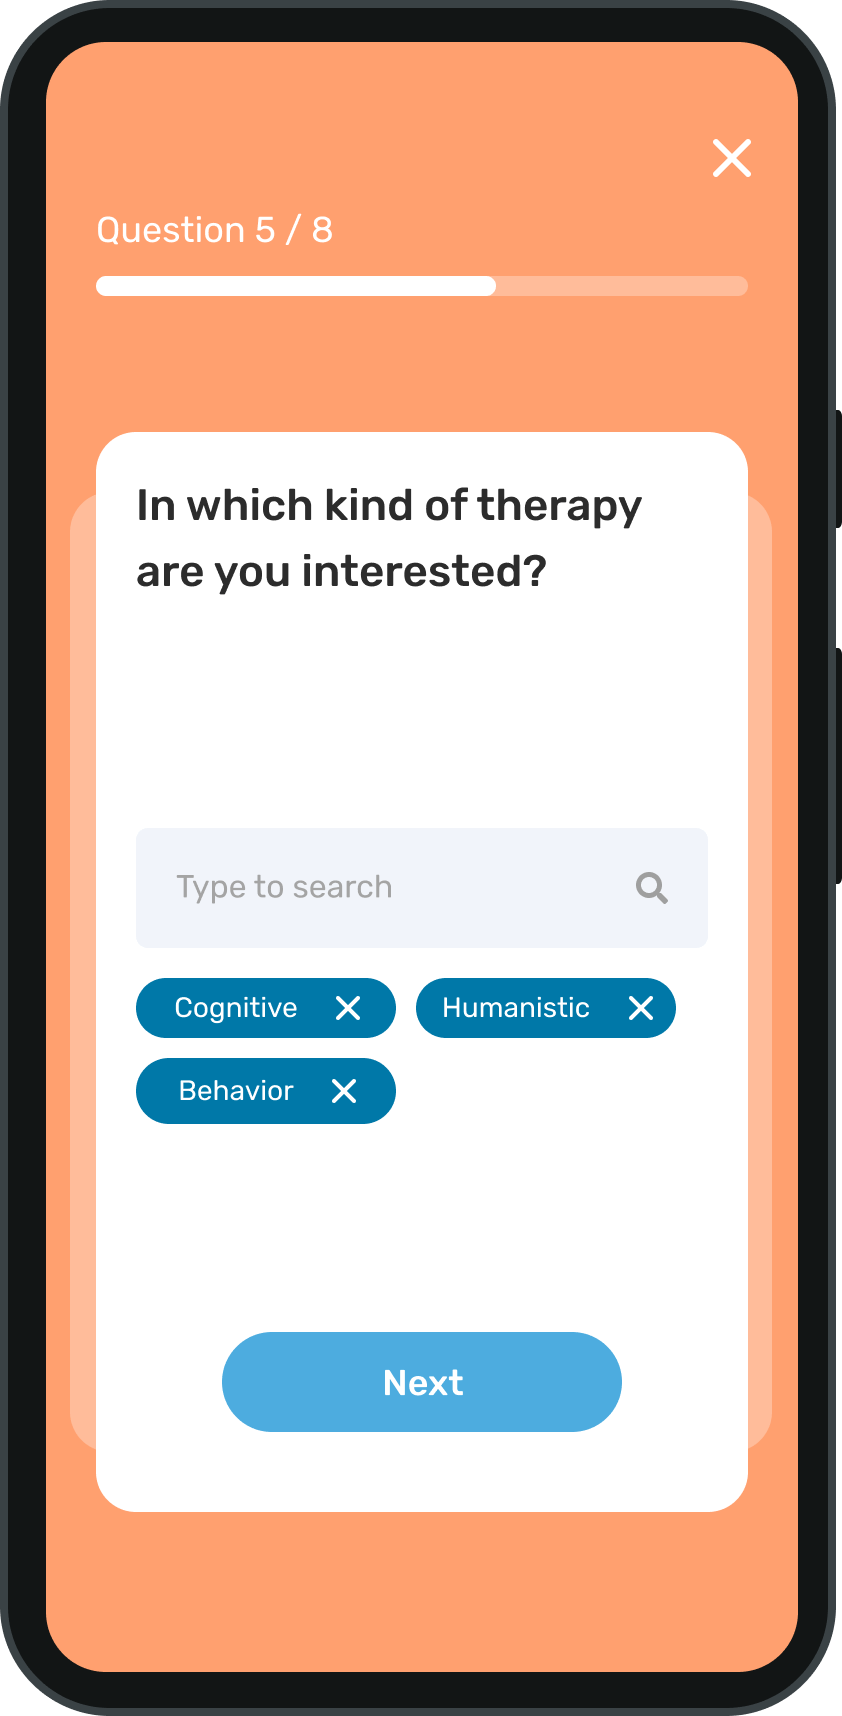 Question 5 / 8
In which kind of therapy
are you interested?
Type to search
Cognitive
Humanistic
Behavior
Next